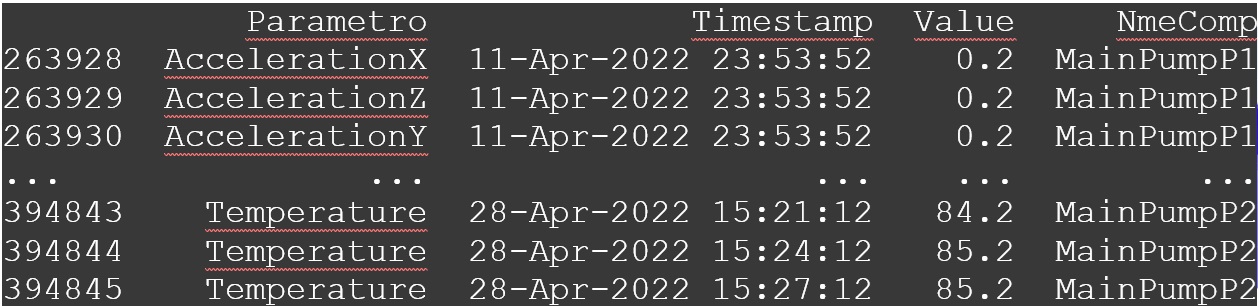 Parametro Timestamp Value NmeComp
263928 AccelerationX 11-Apr-2022 23:53:52 0.2 MainPumpP1
263929 AccelerationZ 11-Apr-2022 23:53:52 0.2 MainPumpP1
263930 AccelerationY 11-Apr-2022 23:53:52 0.2 MainPumpP1
... ... ... ... ...
394843 Temperature 28-Apr-2022 15:21:12 84.2 MainPumpP2
394844 Temperature 28-Apr-2022 15:24:12 85.2 MainPumpP2
394845 Temperature 28-Apr-2022 15:27:12 85.2 MainPumpP2